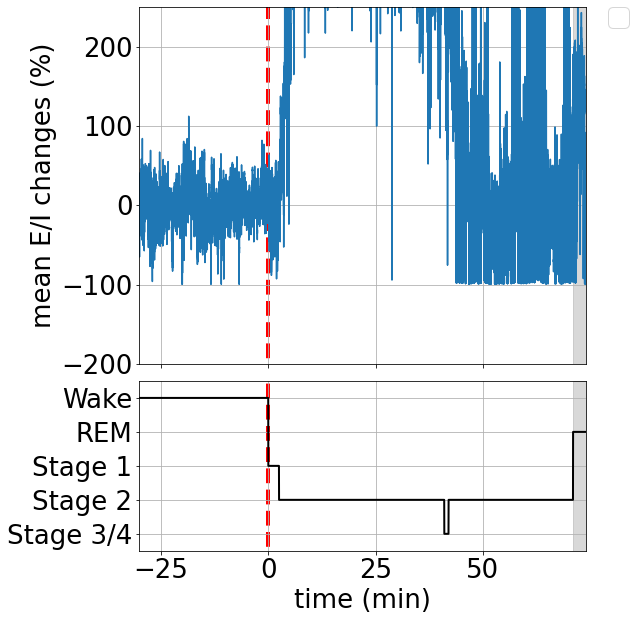 mean E/I changes (%)
200
100
0
−100
−200
Wake
REM
Stage 1
Stage 2
Stage 3/4
−25 0 25 50
time (min)